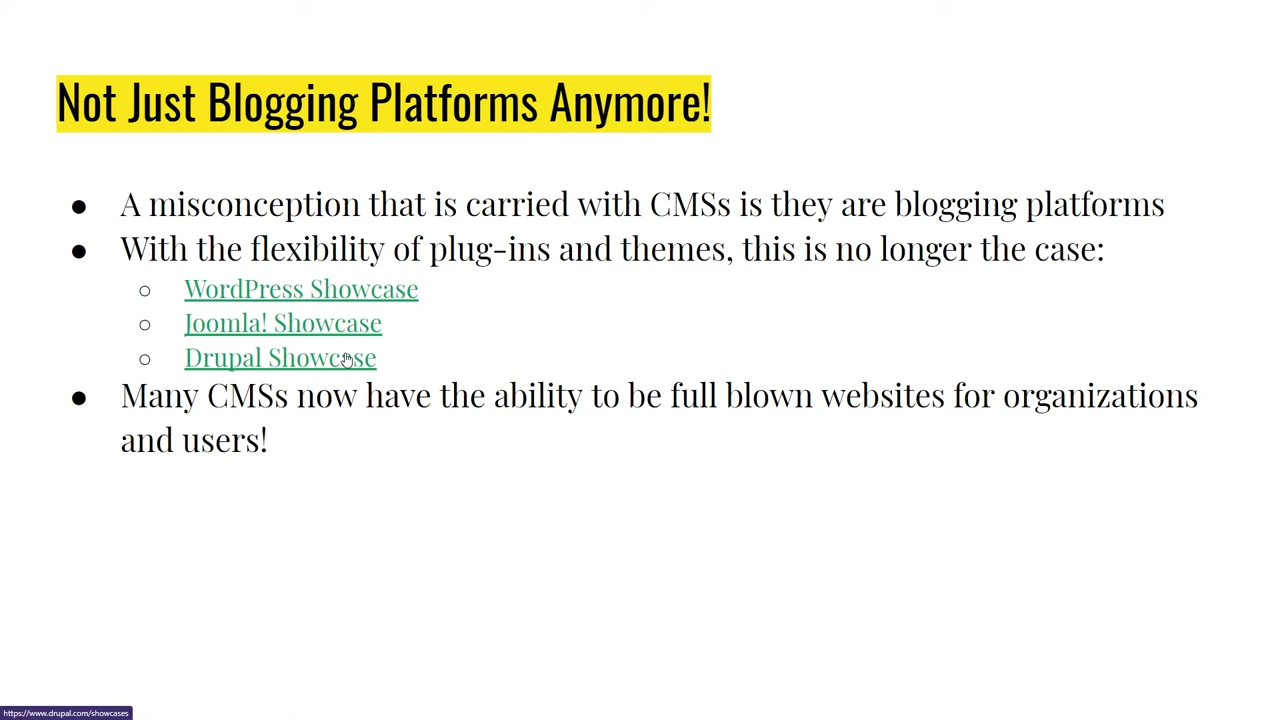 Not Just Blogging Platforms Anymore!
● A misconception that is carried with CMSs is they are blogging platforms
● With the flexibility of plug-ins and themes, this is no longer the case:
○ WordPress Showcase
○ Joomla! Showcase
○ Drupal Showcase
● Many CMSs now have the ability to be full blown websites for organizations
and users!
https://www.drupal.com/showcases